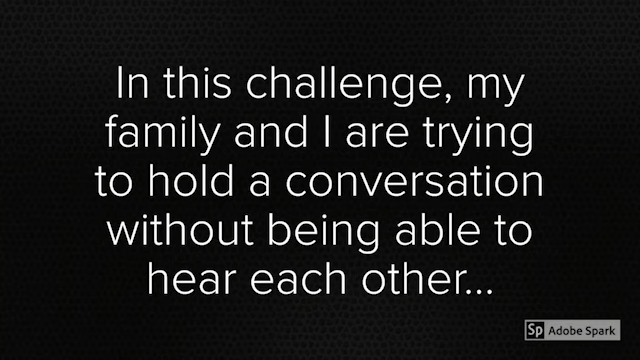 In this challenge, my
family and I are trying
to hold a conversation
without being able to
hear each other...
Sp Adobe Spark